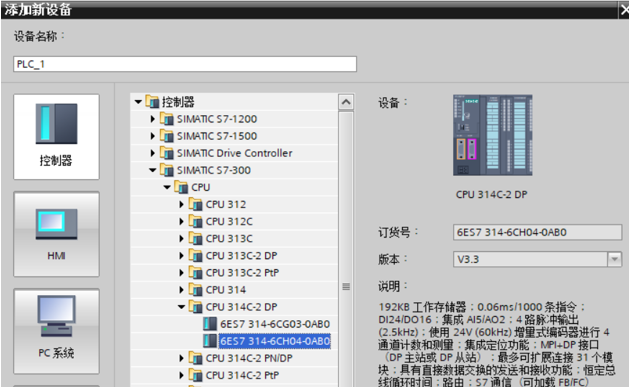 添加新设备
设备名称：
PLC_1
控制器
HMI
PC 系统
控制器
SIMATIC S7-1200
SIMATIC S7-1500
SIMATIC Drive Controller
SIMATIC S7-300
CPU
CPU 312
CPU 312C
CPU 313C
CPU 313C-2 DP
CPU 313C-2 PtP
CPU 314
CPU 314C-2 DP
6ES7 314-6CG03-0AB0
6ES7 314-6CH04-0AB0
CPU 314C-2 PN/DP
CPU 314C-2 PtP
设备：
CPU 314C-2 DP
订货号：
6ES7 314-6CH04-0AB0
版本：
V3.3
说明：
192KB 工作存储器；0.06ms/1000 条指令；
DI24/DO16；集成 AI5/AO2；4 路脉冲输出
(2.5kHz)；使用 24V (60kHz) 增量式编码器进行 4
通道计数和测量；集成定位功能；MPI+DP 接口
（DP 主站或 DP 从站）；最多可扩展连接 31 个模
块；具有直接数据交换的发送和接收功能；恒定总
线循环时间；路由；S7 通信（可加载 FB/FC）